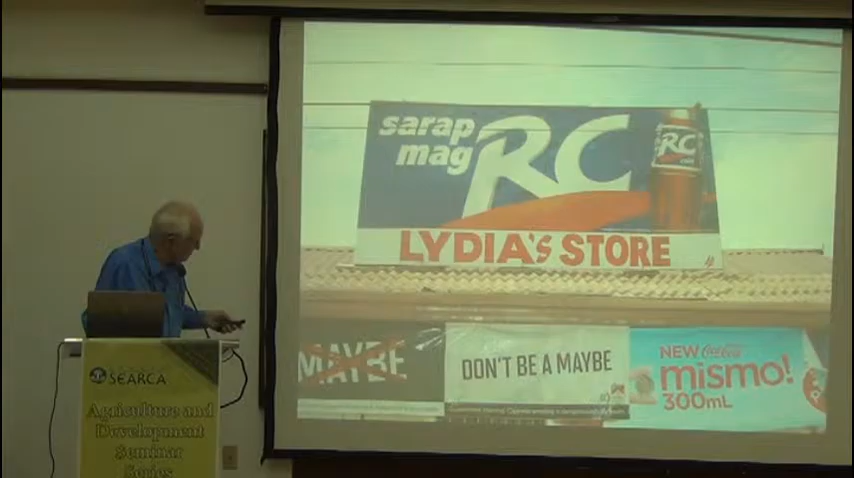 sarap
mag RC
RC
LYDIA'S STORE
MAYBE
DON'T BE A MAYBE
NEW Coca-Cola
mismo!
300mL
SEARCA
Agriculture and
Development
Seminar
Series